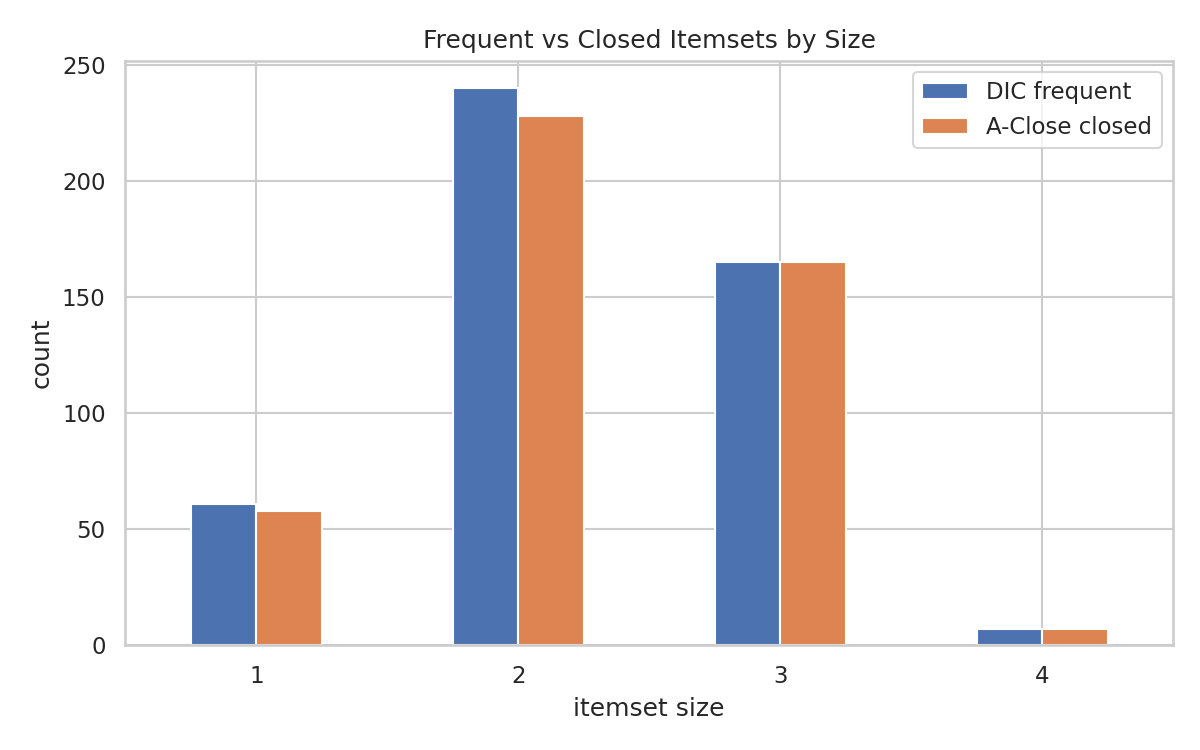 Frequent vs Closed Itemsets by Size
DIC frequent
A-Close closed
250
200
150
100
50
0
count
1 2 3 4
itemset size